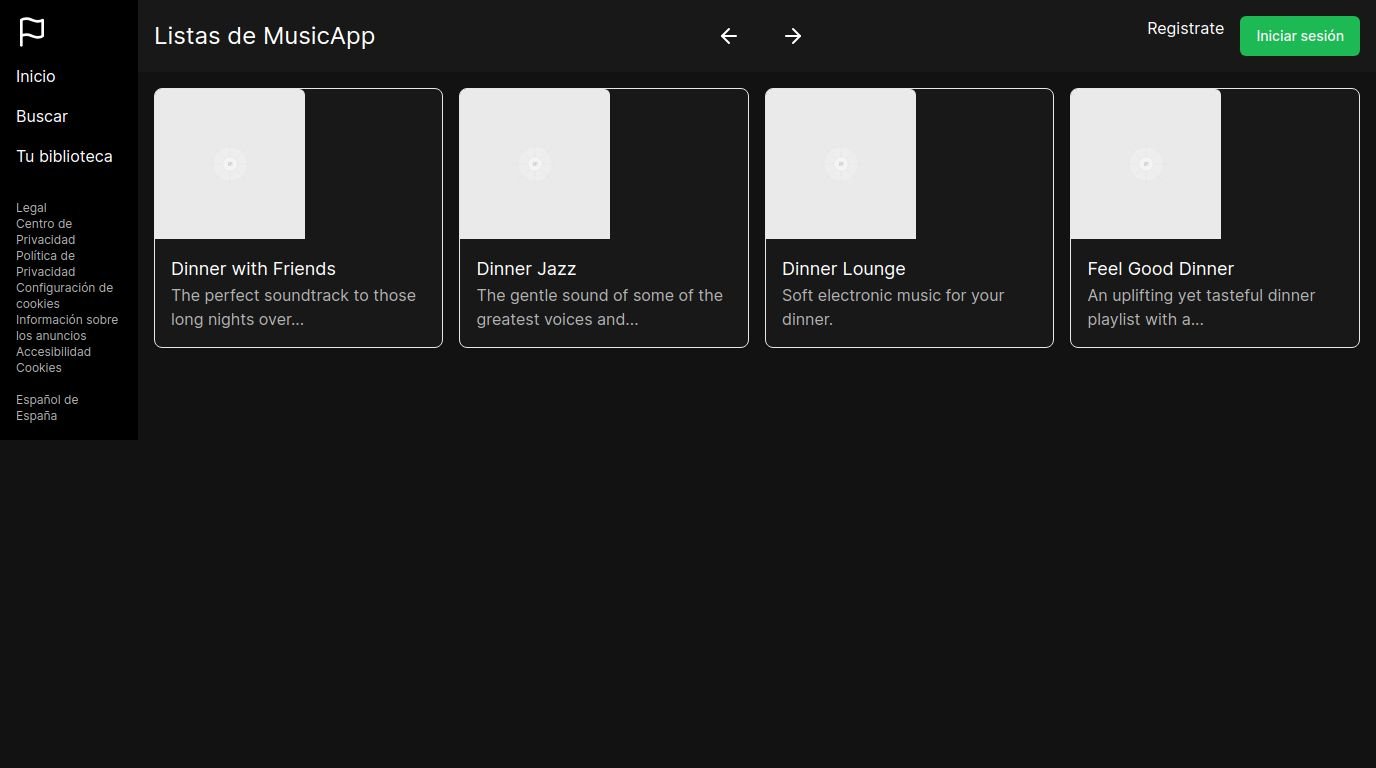 Inicio
Buscar
Tu biblioteca
Legal
Centro de
Privacidad
Política de
Privacidad
Configuración de
cookies
Información sobre
los anuncios
Accesibilidad
Cookies
Español de
España
Listas de MusicApp
Registrate
Iniciar sesión
Dinner with Friends
The perfect soundtrack to those
long nights over...
Dinner Jazz
The gentle sound of some of the
greatest voices and...
Dinner Lounge
Soft electronic music for your
dinner.
Feel Good Dinner
An uplifting yet tasteful dinner
playlist with a...